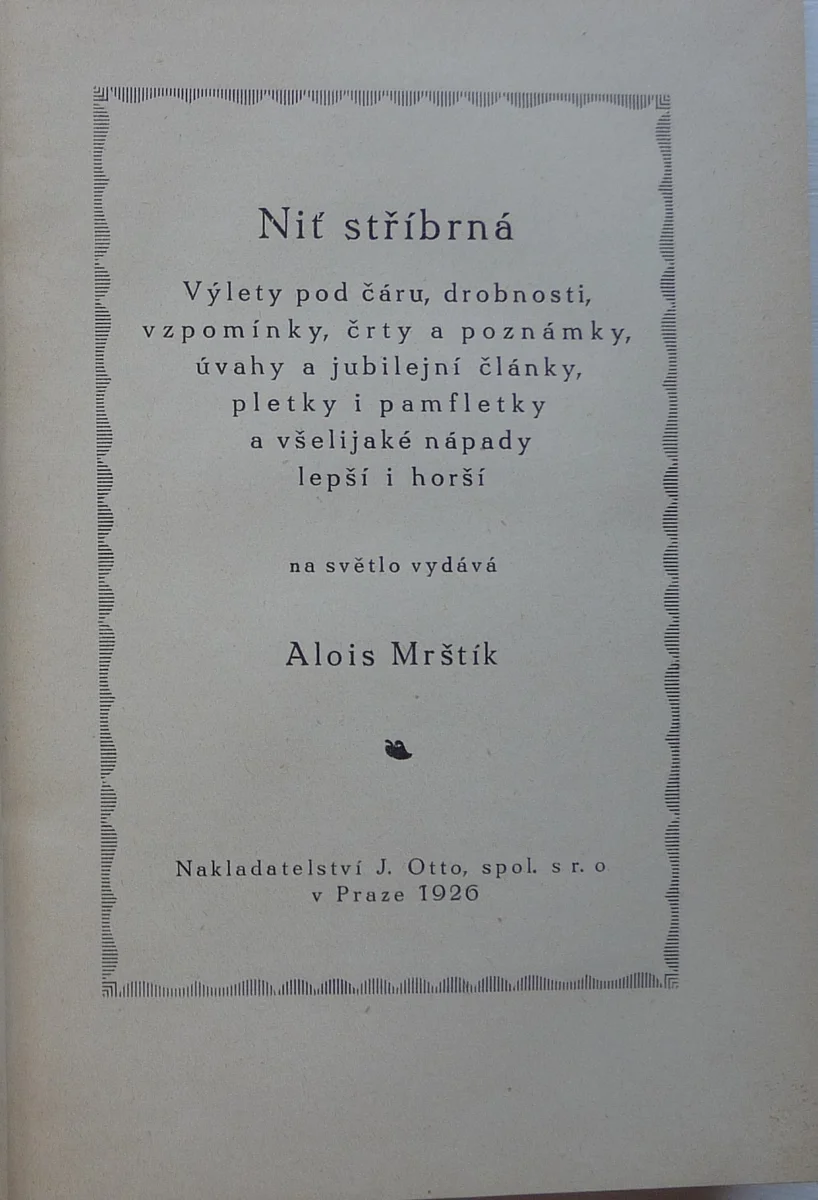 Niť stříbrná
Výlety pod čáru, drobnosti,
vzpomínky, črty a poznámky,
úvahy a jubilejní články,
pletky i pamfletky
a všelijaké nápady
lepší i horší
na světlo vydává
Alois Mrštík
Nakladatelství J. Otto, spol. s r. o
v Praze 1926